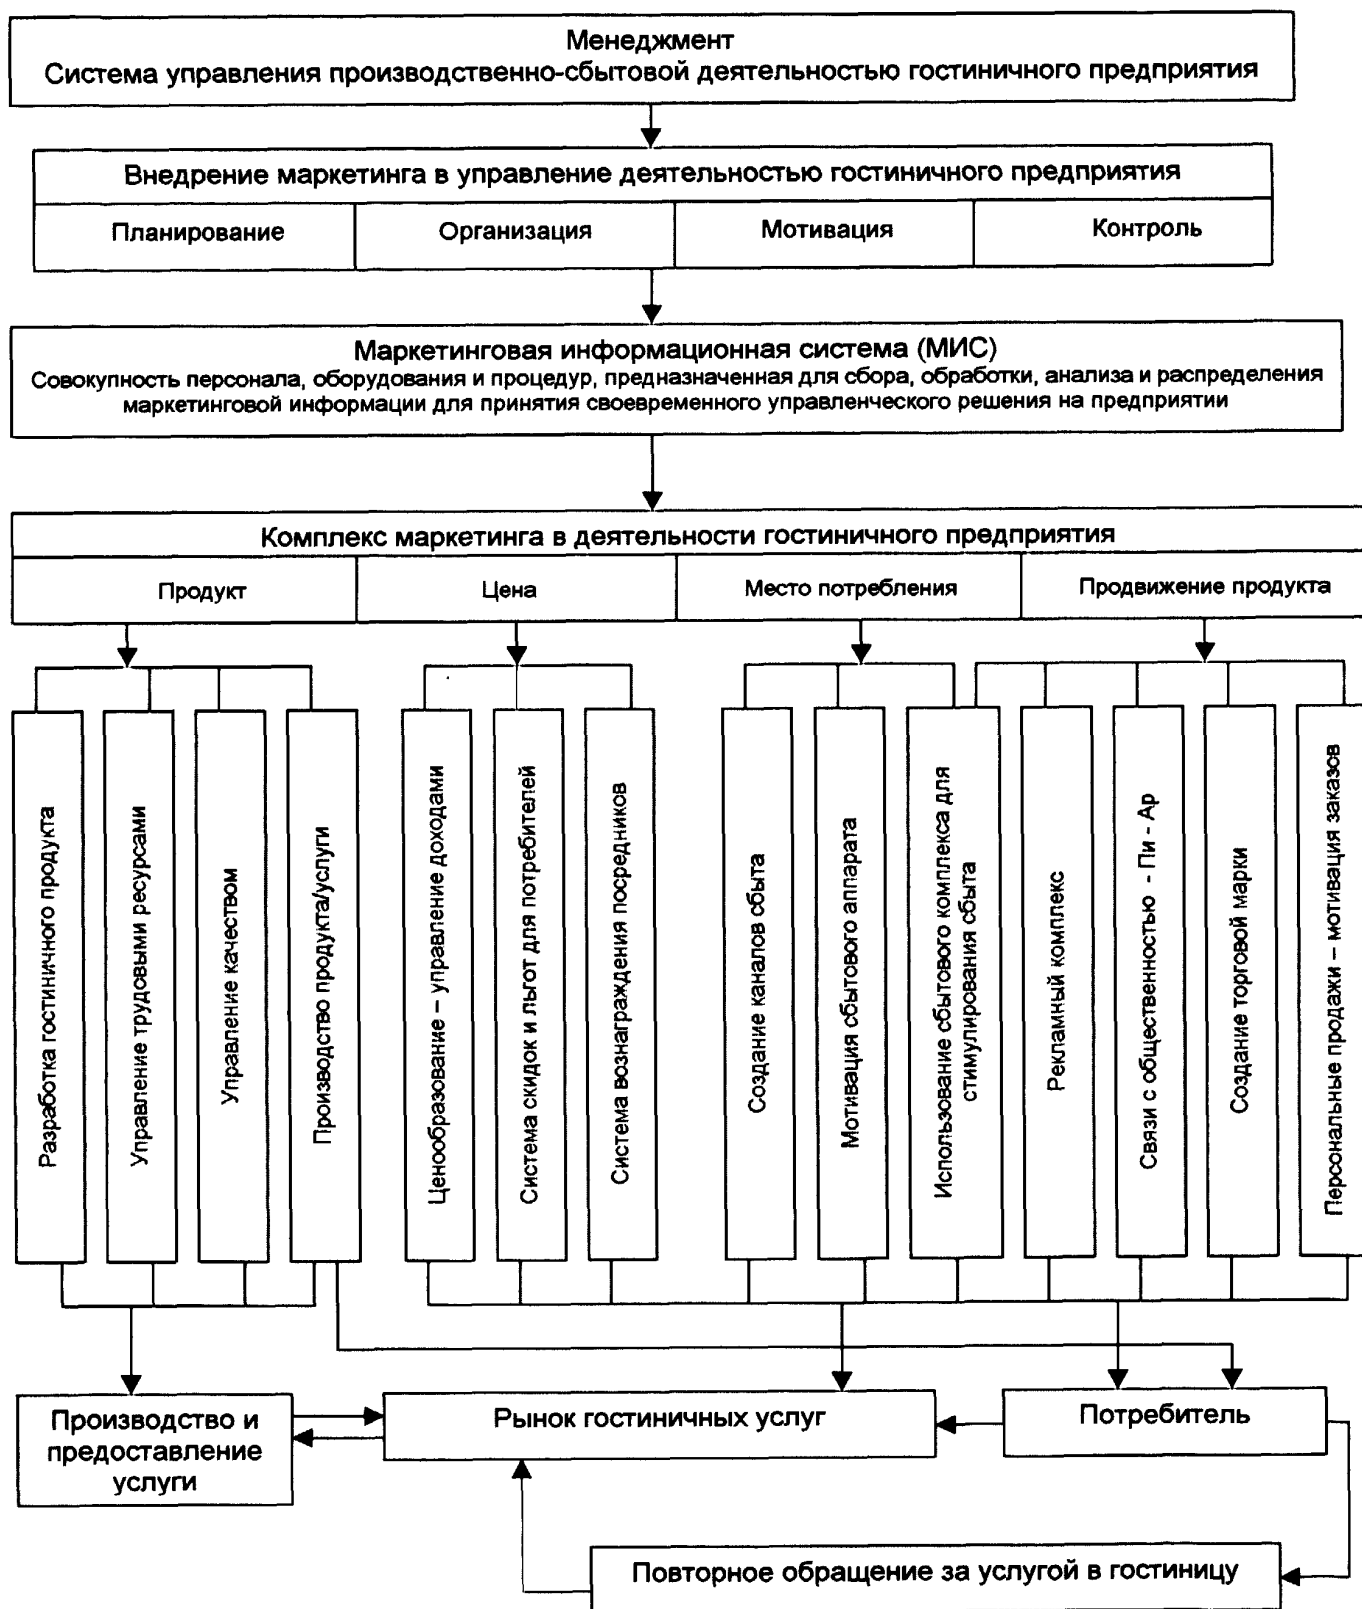 Менеджмент
Система управления производственно-сбытовой деятельностью гостиничного предприятия
Внедрение маркетинга в управление деятельностью гостиничного предприятия
Планирование
Организация
Мотивация
Контроль
Маркетинговая информационная система (МИС)
Совокупность персонала, оборудования и процедур, предназначенная для сбора, обработки, анализа и распределения
маркетинговой информации для принятия своевременного управленческого решения на предприятии
Комплекс маркетинга в деятельности гостиничного предприятия
Продукт
Цена
Место потребления
Продвижение продукта
Разработка гостиничного продукта
Управление трудовыми ресурсами
Управление качеством
Производство продукта/услуги
Ценообразование – управление доходами
Система скидок и льгот для потребителей
Система вознаграждения посредников
Создание каналов сбыта
Мотивация сбытового аппарата
Использование сбытового комплекса для
стимулирования сбыта
Рекламный комплекс
Связи с общественностью - Пи - Ар
Создание торговой марки
Персональные продажи – мотивация заказов
Производство и
предоставление
услуги
Рынок гостиничных услуг
Потребитель
Повторное обращение за услугой в гостиницу